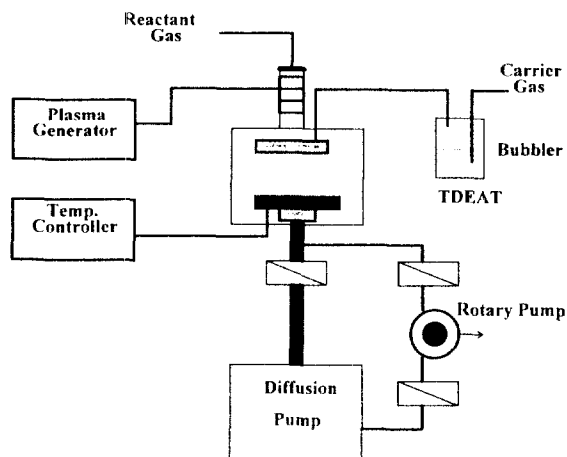 Reactant
Gas
Carrier
Gas
Plasma
Generator
Bubbler
TDEAT
Temp.
Controller
Rotary Pump
Diffusion
Pump